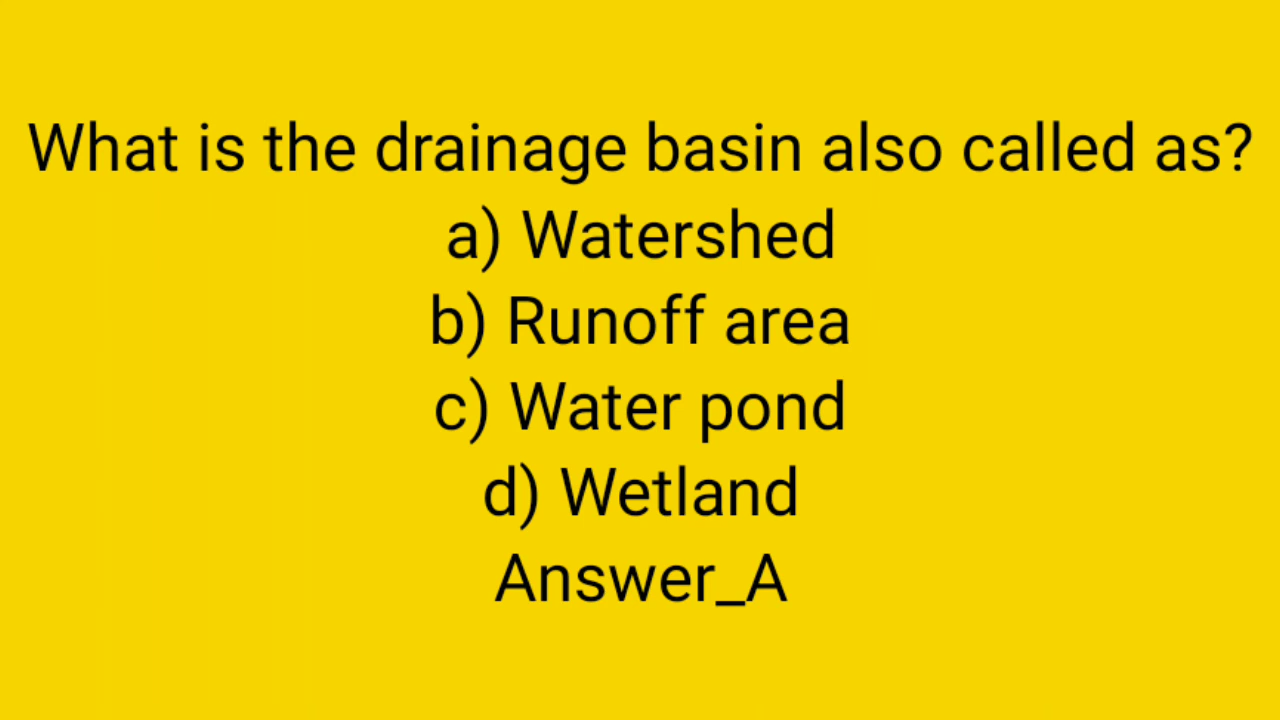 What is the drainage basin also called as?
a) Watershed
b) Runoff area
c) Water pond
d) Wetland
Answer_A